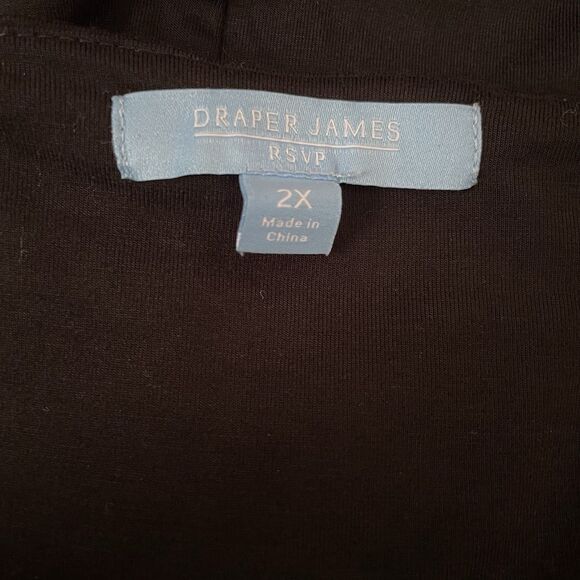 DRAPER JAMES
RSVP
2X
Made in
China